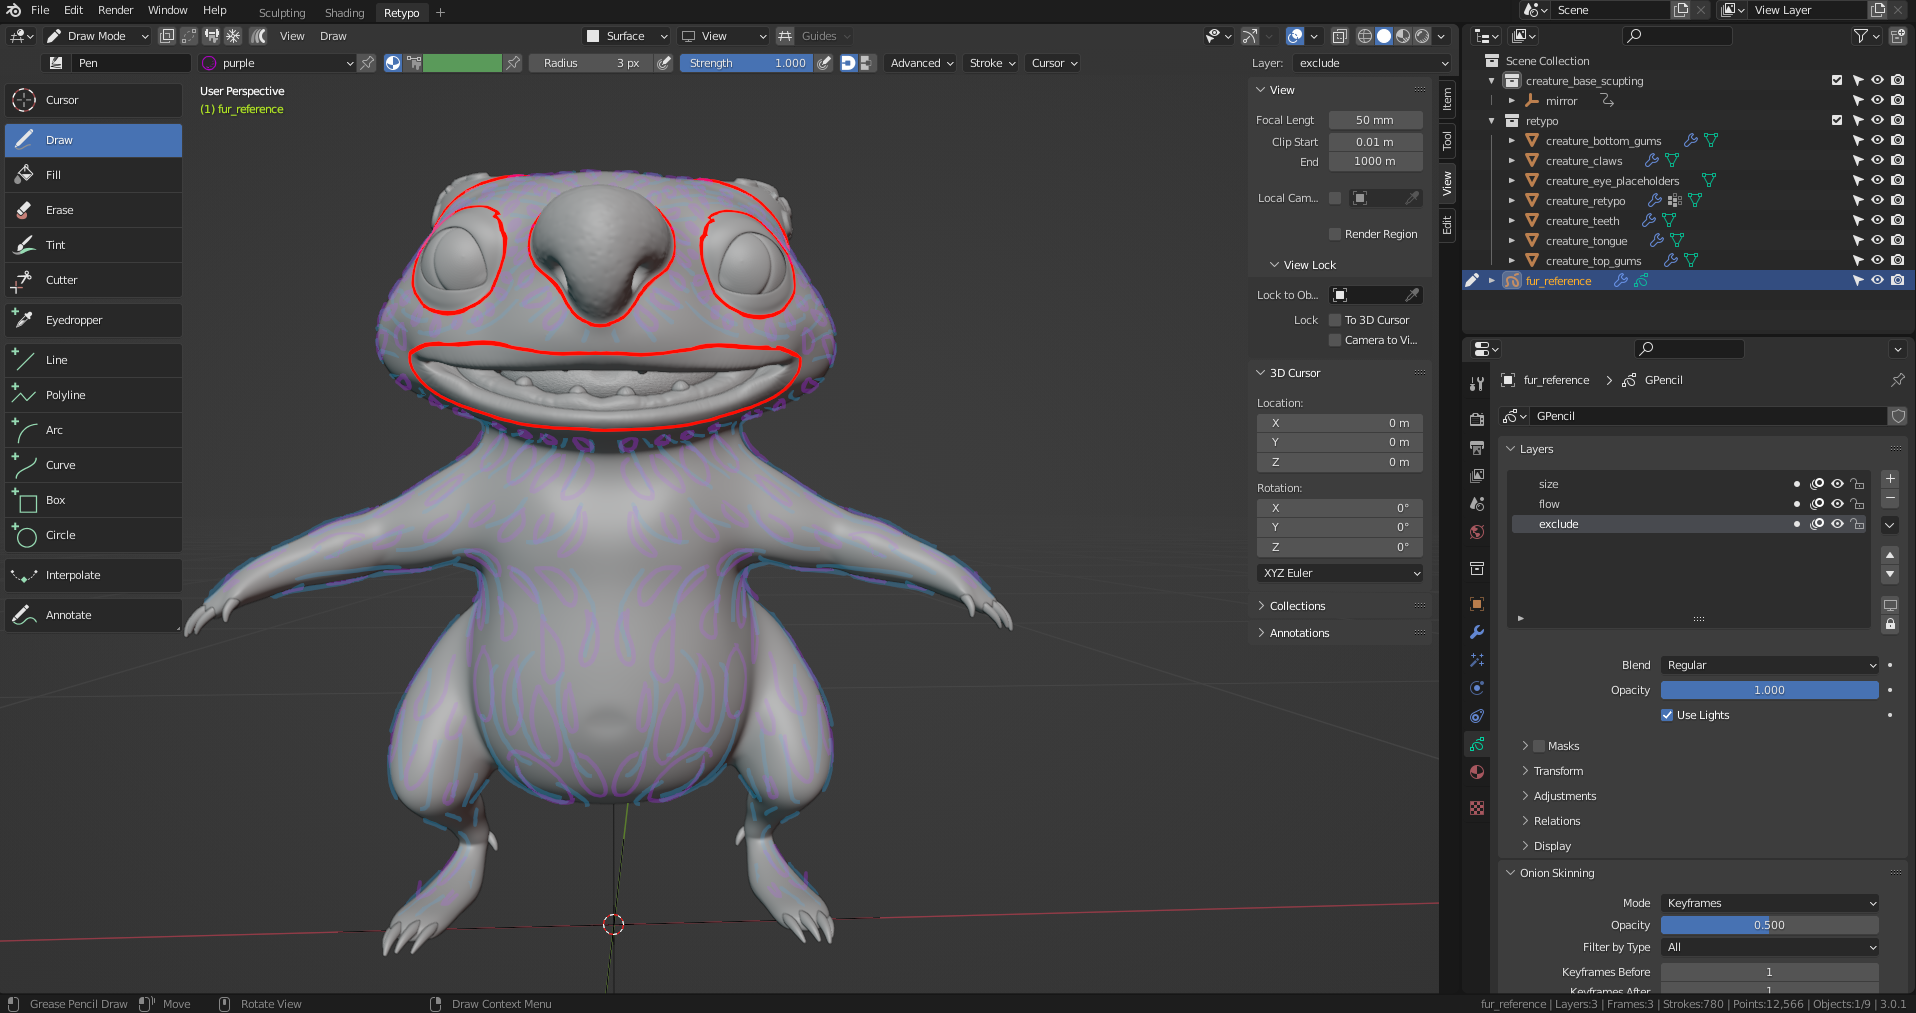 File Edit Render Window Help Sculpting Shading Retypo Scene View Layer
Draw Mode View Draw Surface View Guides
Pen purple Radius 3 px Strength 1.000 Advanced Stroke Cursor Layer: exclude
Cursor
Draw
Fill
Erase
Tint
Cutter
Eyedropper
Line
Polyline
Arc
Curve
Box
Circle
Interpolate
Annotate
User Perspective
(1) fur_reference
View
Focal Lengt 50 mm
Clip Start 0.01 m
End 1000 m
Local Cam...
Render Region
View Lock
Lock to Ob...
Lock To 3D Cursor
Camera to Vi...
3D Cursor
Location:
X 0 m
Y 0 m
Z 0 m
Rotation:
X 0°
Y 0°
Z 0°
XYZ Euler
Collections
Annotations
Item
Tool
View
Edit
Scene Collection
creature_base_scupting
mirror
retypo
creature_bottom_gums
creature_claws
creature_eye_placeholders
creature_retypo
creature_teeth
creature_tongue
creature_top_gums
fur_reference
fur_reference GPencil
GPencil
Layers
size
flow
exclude
Blend Regular
Opacity 1.000
Use Lights
Masks
Transform
Adjustments
Relations
Display
Onion Skinning
Mode Keyframes
Opacity 0.500
Filter by Type All
Keyframes Before 1
Keyframes After 1
Grease Pencil Draw Move Rotate View Draw Context Menu fur_reference | Layers:3 | Frames:3 | Strokes:780 | Points:12,566 | Objects:1/9 | 3.0.1